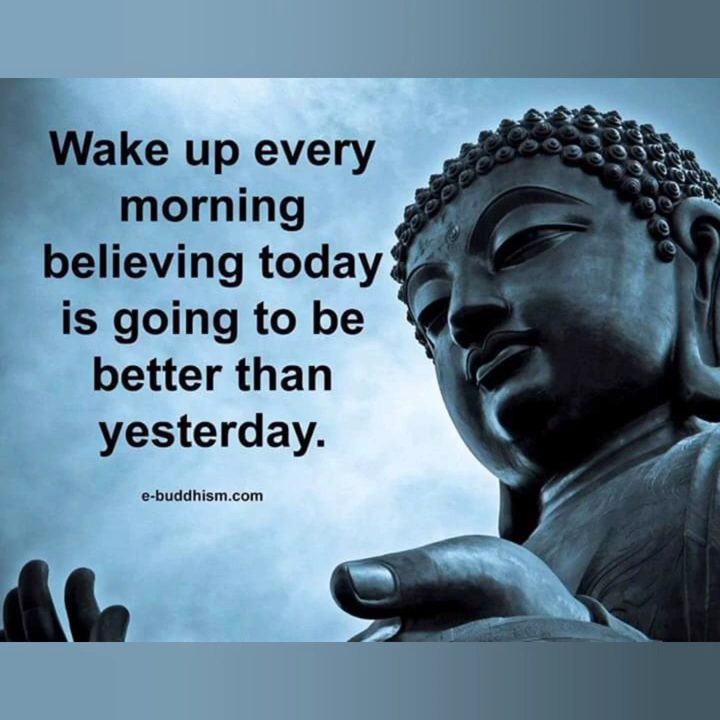 Wake up every
morning
believing today
is going to be
better than
yesterday.
e-buddhism.com